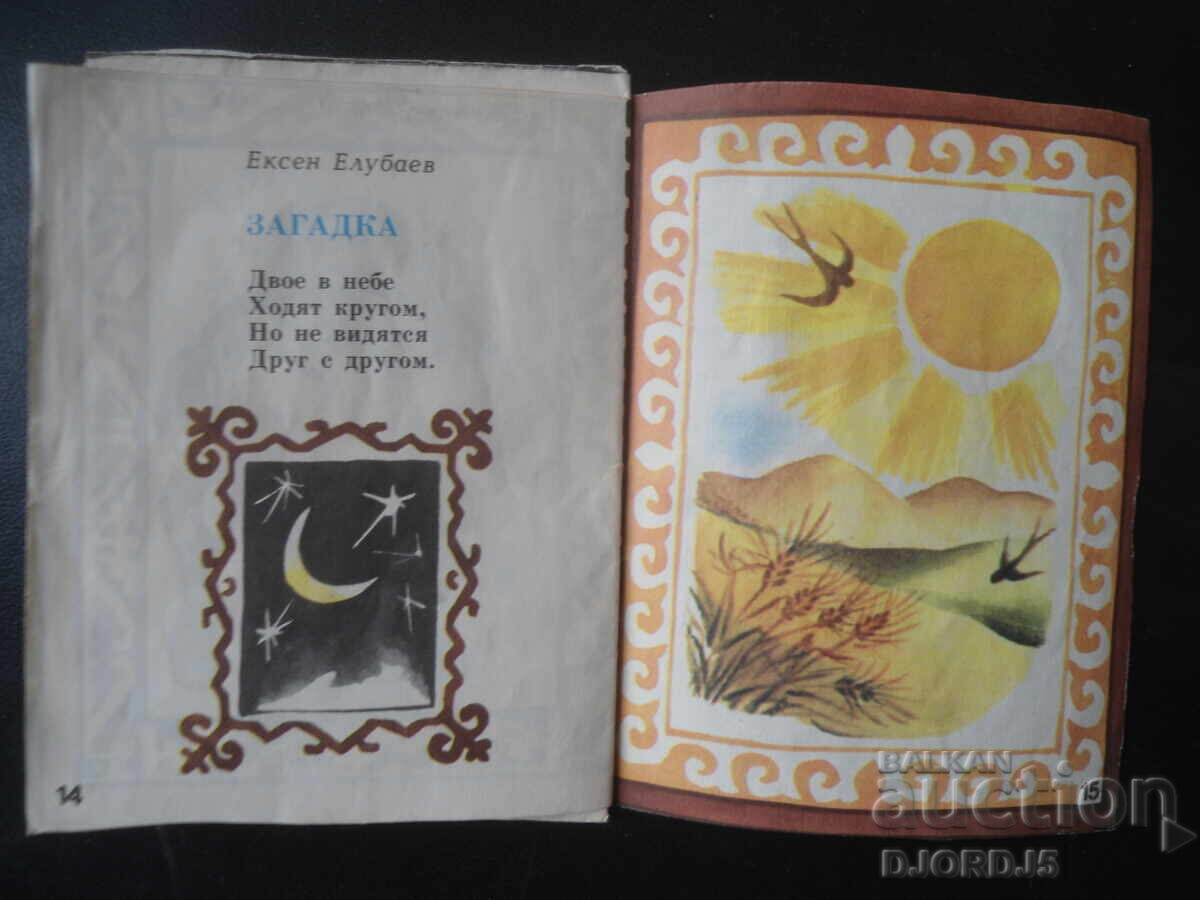 Ексен Елубаев
ЗАГАДКА
Двое в небе
Ходят кругом,
Но не видятся
Друг с другом.
14
15
BALKAN
auction
DJORDJ5